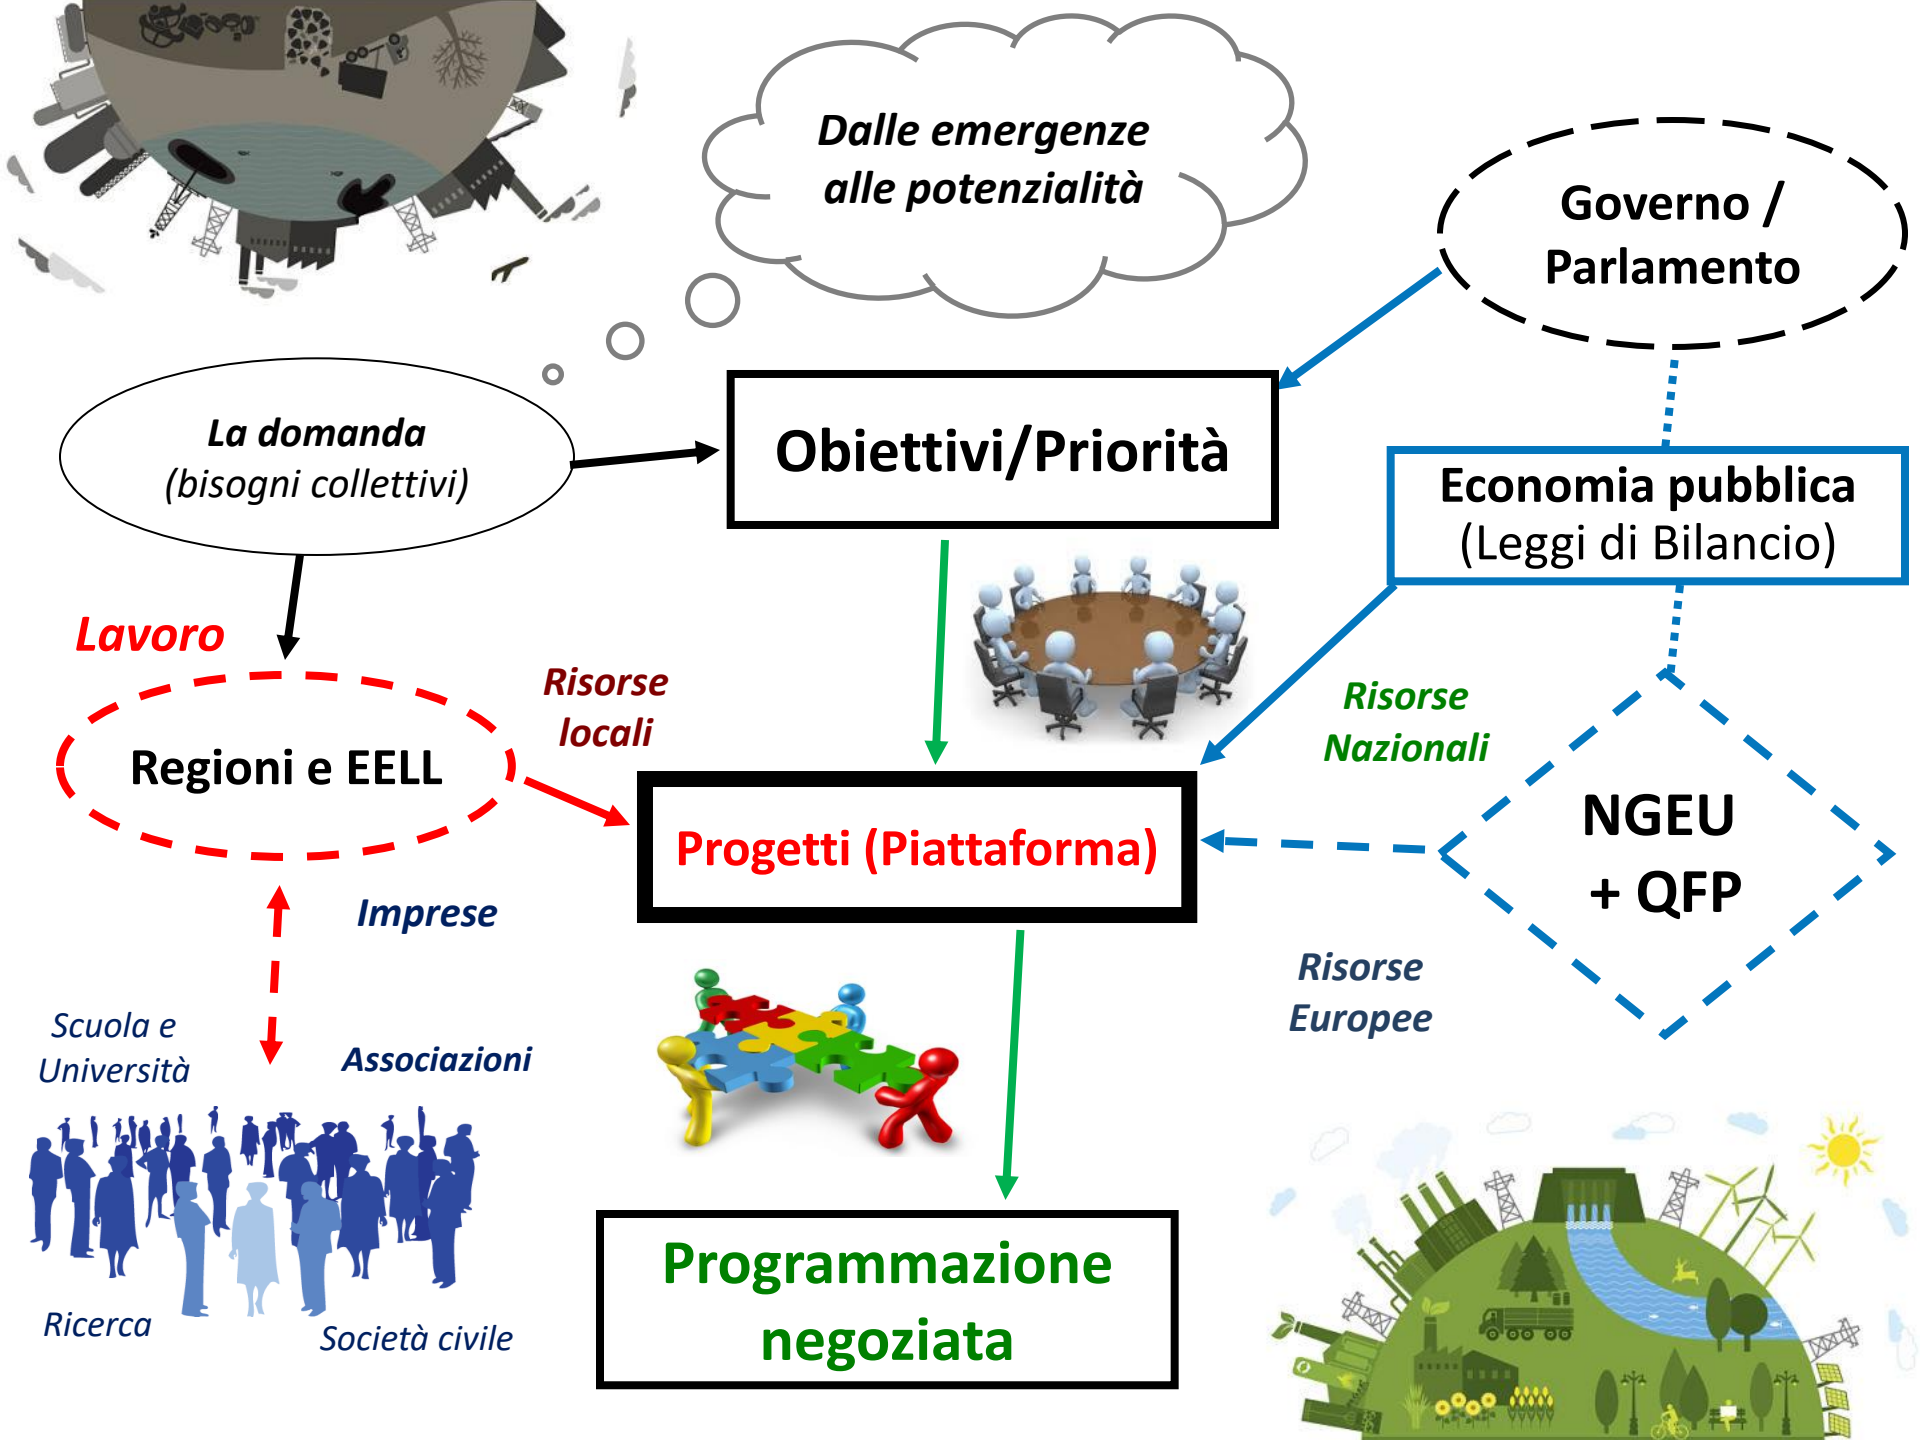 Dalle emergenze
alle potenzialità
Governo /
Parlamento
La domanda
(bisogni collettivi)
Obiettivi/Priorità
Economia pubblica
(Leggi di Bilancio)
Lavoro
Risorse
locali
Risorse
Nazionali
Regioni e EELL
Progetti (Piattaforma)
NGEU
+ QFP
Imprese
Risorse
Europee
Scuola e
Università
Associazioni
Ricerca
Società civile
Programmazione
negoziata